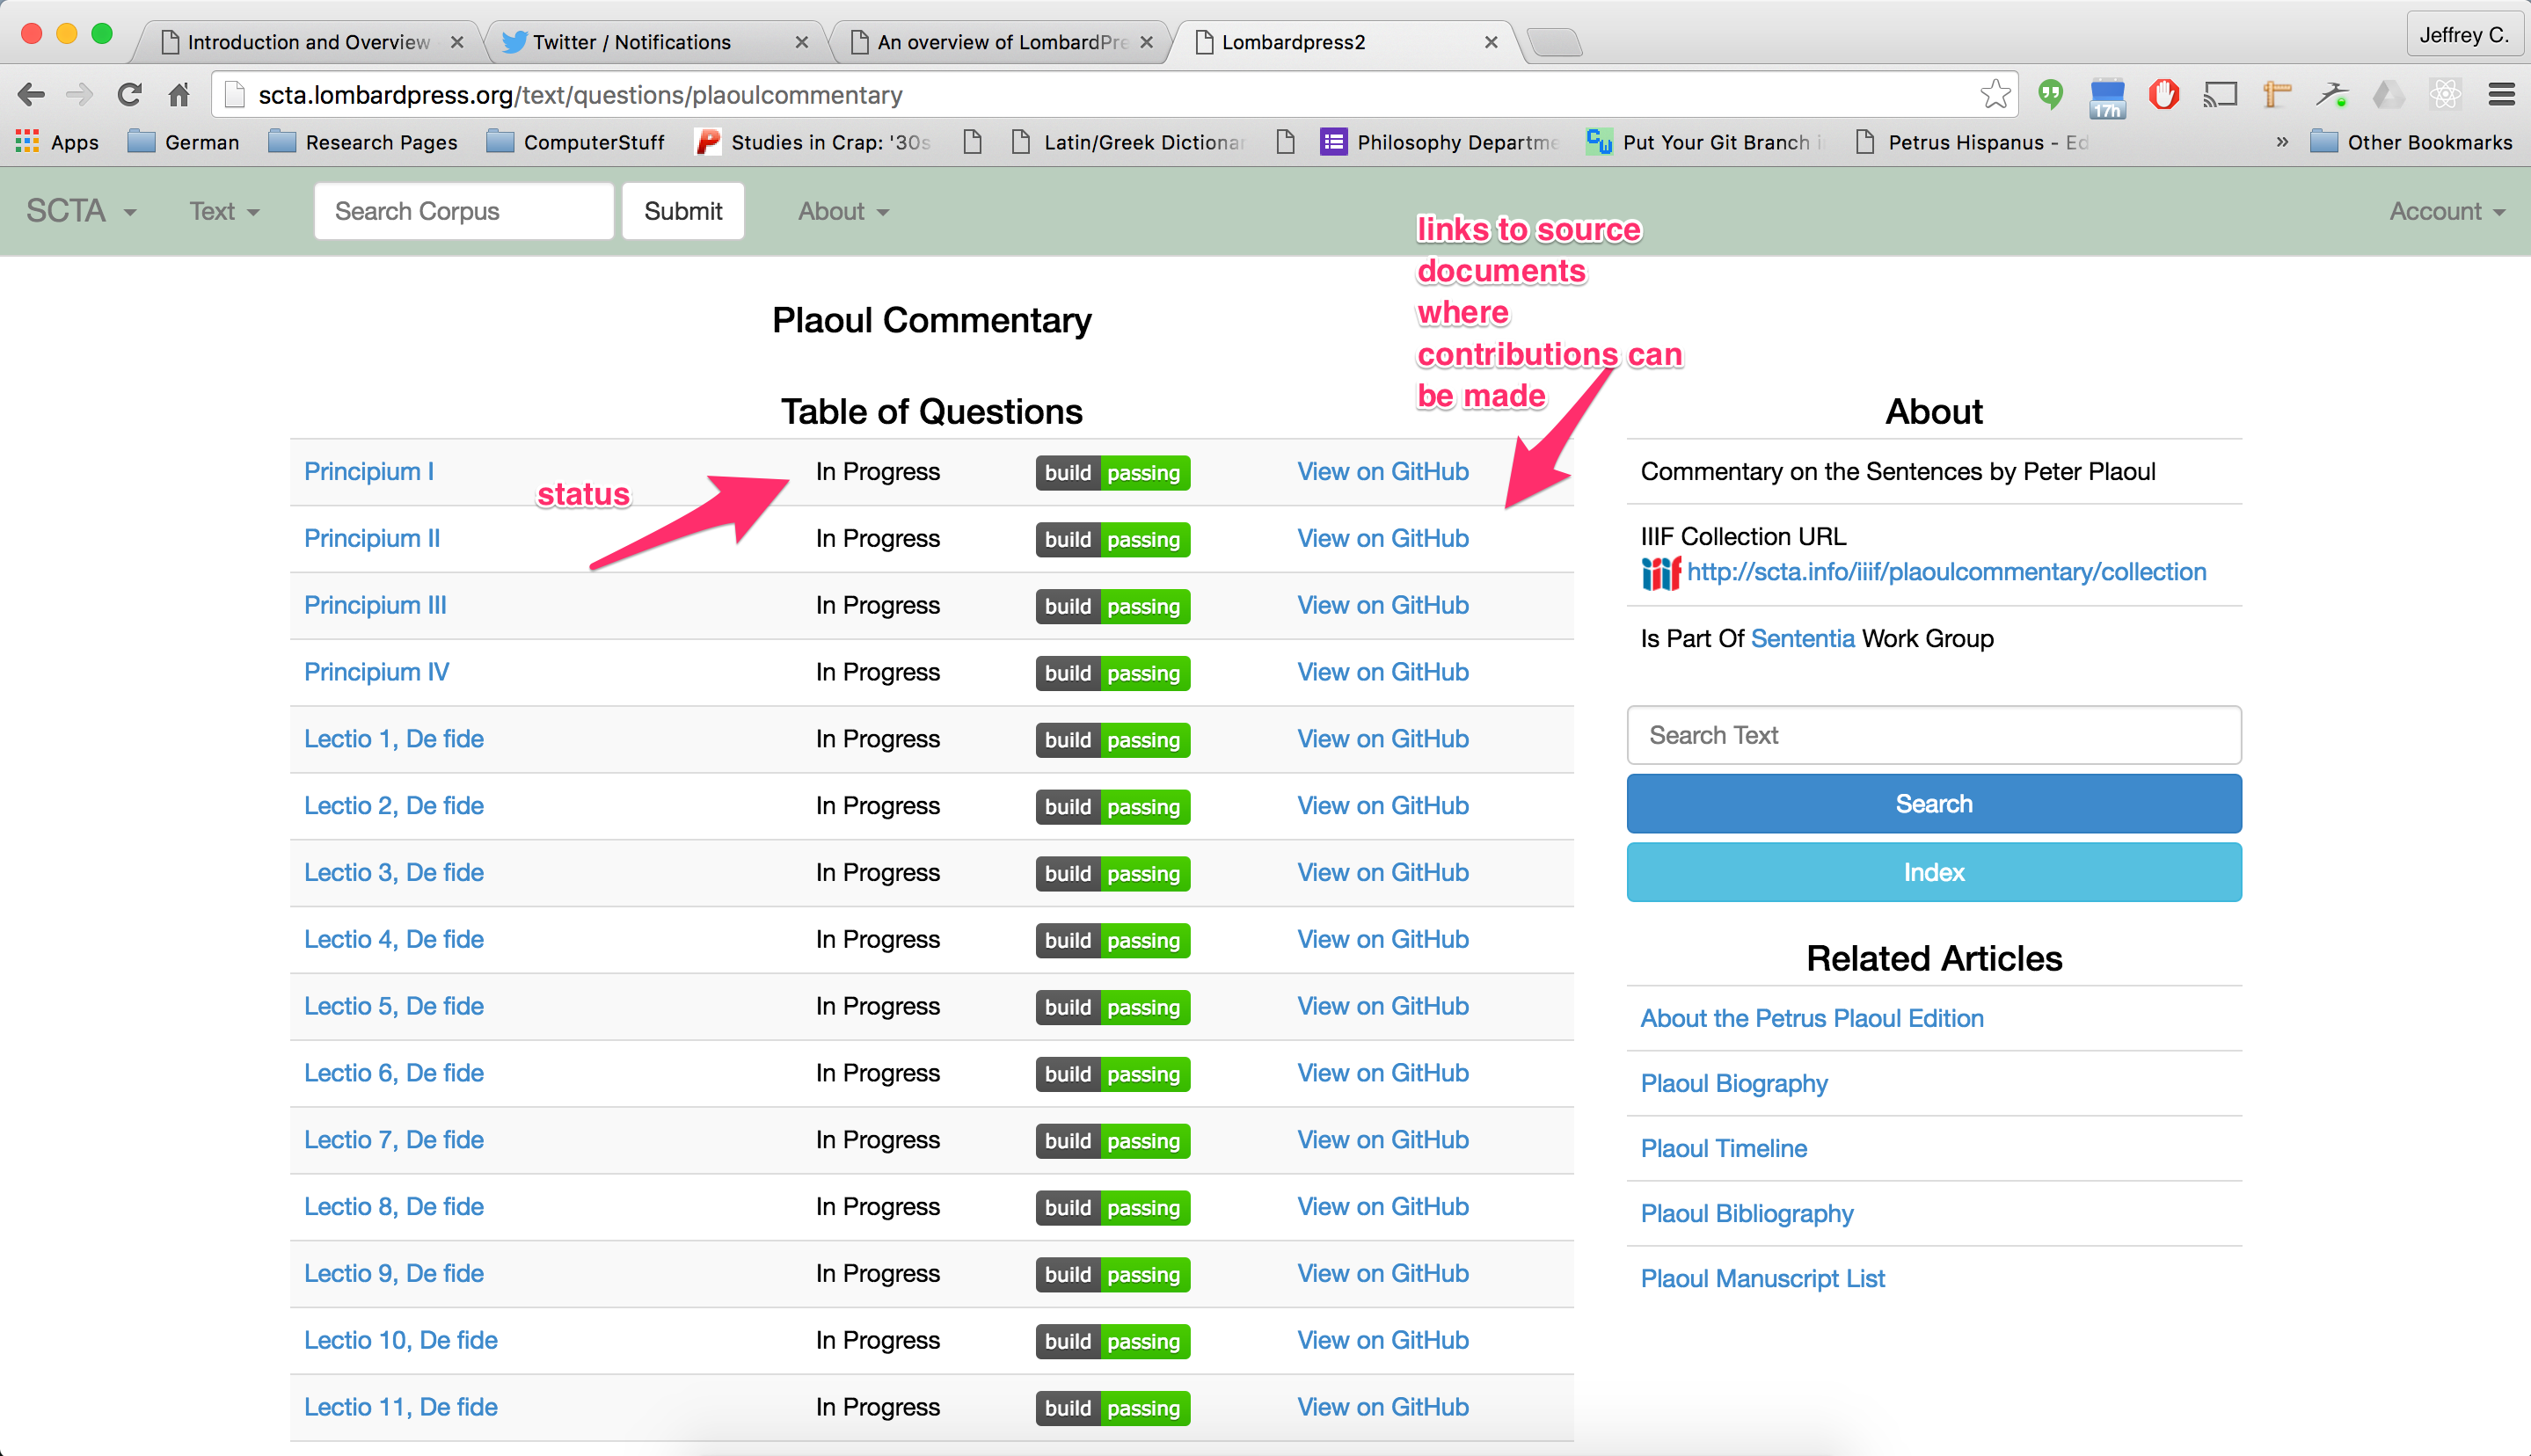 Introduction and Overview
Twitter / Notifications
An overview of LombardPre
Lombardpress2
Jeffrey C.
scta.lombardpress.org/text/questions/plaoulcommentary
17h
Apps
German
Research Pages
ComputerStuff
Studies in Crap: '30s
Latin/Greek Dictionar
Philosophy Departme
Put Your Git Branch i
Petrus Hispanus - Ed
»
Other Bookmarks
SCTA
Text
Search Corpus
Submit
About
Account
links to source
documents
where
contributions can
be made
Plaoul Commentary
Table of Questions
status
Principium I In Progress build passing View on GitHub
Principium II In Progress build passing View on GitHub
Principium III In Progress build passing View on GitHub
Principium IV In Progress build passing View on GitHub
Lectio 1, De fide In Progress build passing View on GitHub
Lectio 2, De fide In Progress build passing View on GitHub
Lectio 3, De fide In Progress build passing View on GitHub
Lectio 4, De fide In Progress build passing View on GitHub
Lectio 5, De fide In Progress build passing View on GitHub
Lectio 6, De fide In Progress build passing View on GitHub
Lectio 7, De fide In Progress build passing View on GitHub
Lectio 8, De fide In Progress build passing View on GitHub
Lectio 9, De fide In Progress build passing View on GitHub
Lectio 10, De fide In Progress build passing View on GitHub
Lectio 11, De fide In Progress build passing View on GitHub
About
Commentary on the Sentences by Peter Plaoul
IIIF Collection URL
iiif http://scta.info/iiif/plaoulcommentary/collection
Is Part Of Sententia Work Group
Search Text
Search
Index
Related Articles
About the Petrus Plaoul Edition
Plaoul Biography
Plaoul Timeline
Plaoul Bibliography
Plaoul Manuscript List